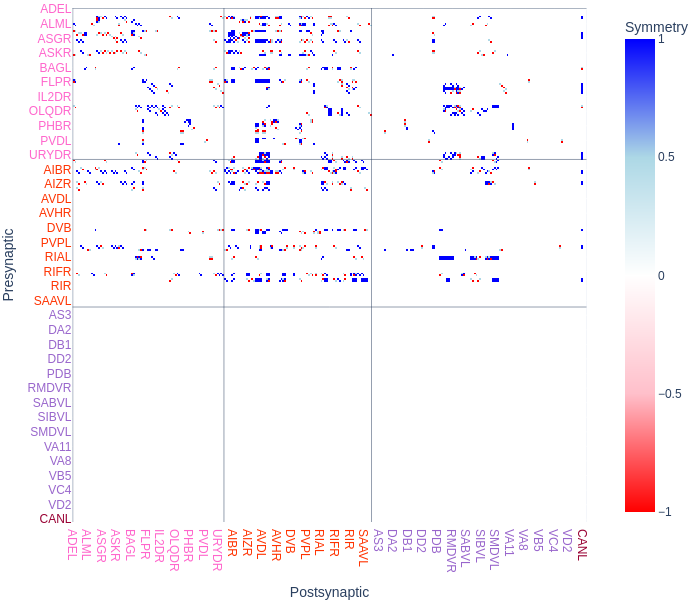 Symmetry
1
0.5
0
−0.5
−1
Presynaptic
ADEL
ALML
ASGR
ASKR
BAGL
FLPR
IL2DR
OLQDR
PHBR
PVDL
URYDR
AIBR
AIZR
AVDL
AVHR
DVB
PVPL
RIAL
RIFR
RIR
SAAVL
AS3
DA2
DB1
DD2
PDB
RMDVR
SABVL
SIBVL
SMDVL
VA11
VA8
VB5
VC4
VD2
CANL
ADEL
ALML
ASGR
ASKR
BAGL
FLPR
IL2DR
OLQDR
PHBR
PVDL
URYDR
AIBR
AIZR
AVDL
AVHR
DVB
PVPL
RIAL
RIFR
RIR
SAAVL
AS3
DA2
DB1
DD2
PDB
RMDVR
SABVL
SIBVL
SMDVL
VA11
VA8
VB5
VC4
VD2
CANL
Postsynaptic